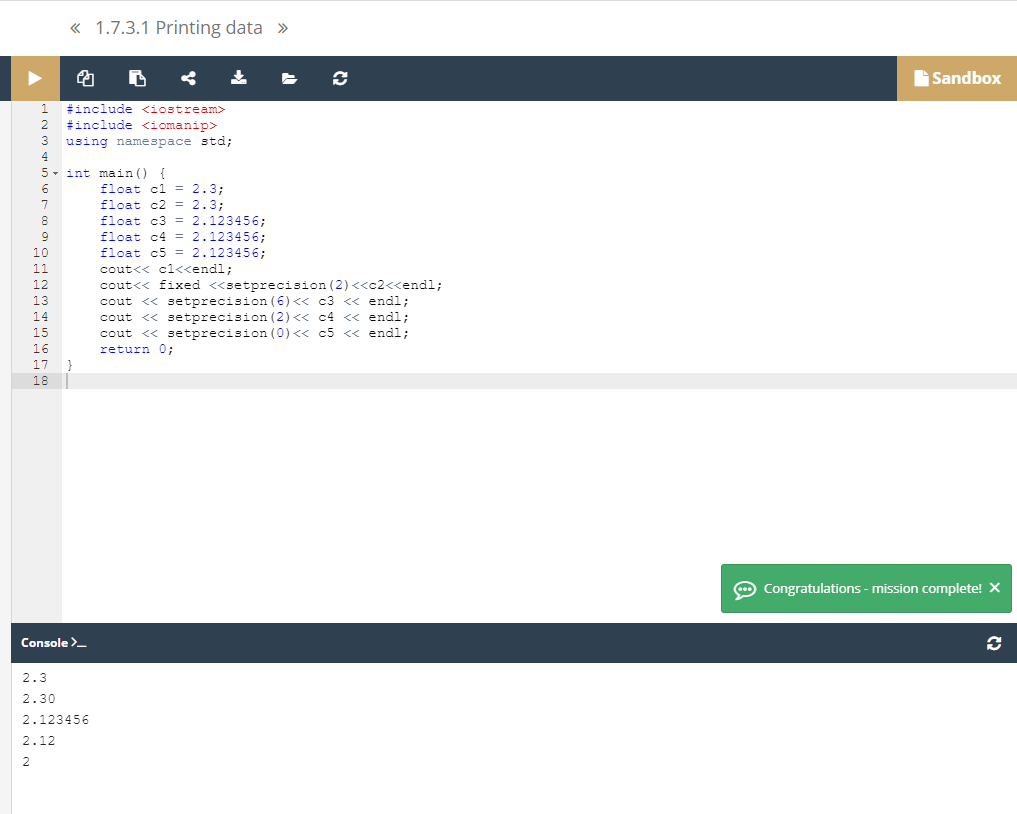 « 1.7.3.1 Printing data »
Sandbox
1 #include <iostream>
2 #include <iomanip>
3 using namespace std;
4
5 int main() {
6     float c1 = 2.3;
7     float c2 = 2.3;
8     float c3 = 2.123456;
9     float c4 = 2.123456;
10     float c5 = 2.123456;
11     cout<< c1<<endl;
12     cout<< fixed <<setprecision(2)<<c2<<endl;
13     cout << setprecision(6)<< c3 << endl;
14     cout << setprecision(2)<< c4 << endl;
15     cout << setprecision(0)<< c5 << endl;
16     return 0;
17 }
18
Congratulations - mission complete! ×
Console >_
2.3
2.30
2.123456
2.12
2